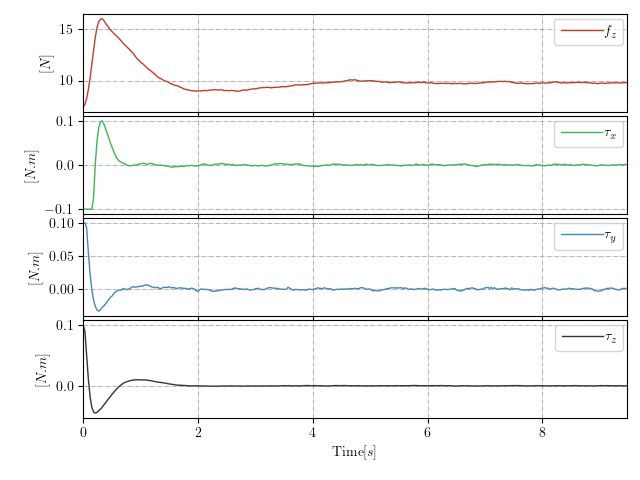 15
10
[N]
f_z
0.1
0.0
−0.1
[N.m]
τ_x
0.10
0.05
0.00
[N.m]
τ_y
0.1
0.0
[N.m]
τ_z
0 2 4 6 8
Time[s]